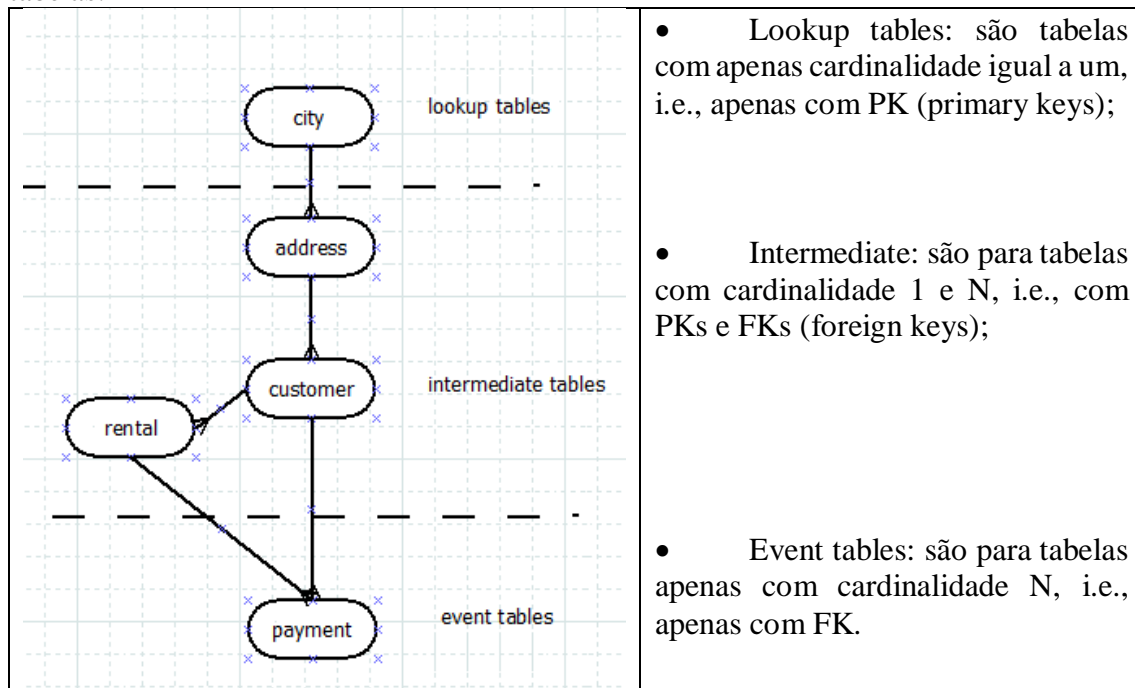 city
lookup tables
address
customer
intermediate tables
rental
payment
event tables
• Lookup tables: são tabelas
com apenas cardinalidade igual a um,
i.e., apenas com PK (primary keys);
• Intermediate: são para tabelas
com cardinalidade 1 e N, i.e., com
PKs e FKs (foreign keys);
• Event tables: são para tabelas
apenas com cardinalidade N, i.e.,
apenas com FK.